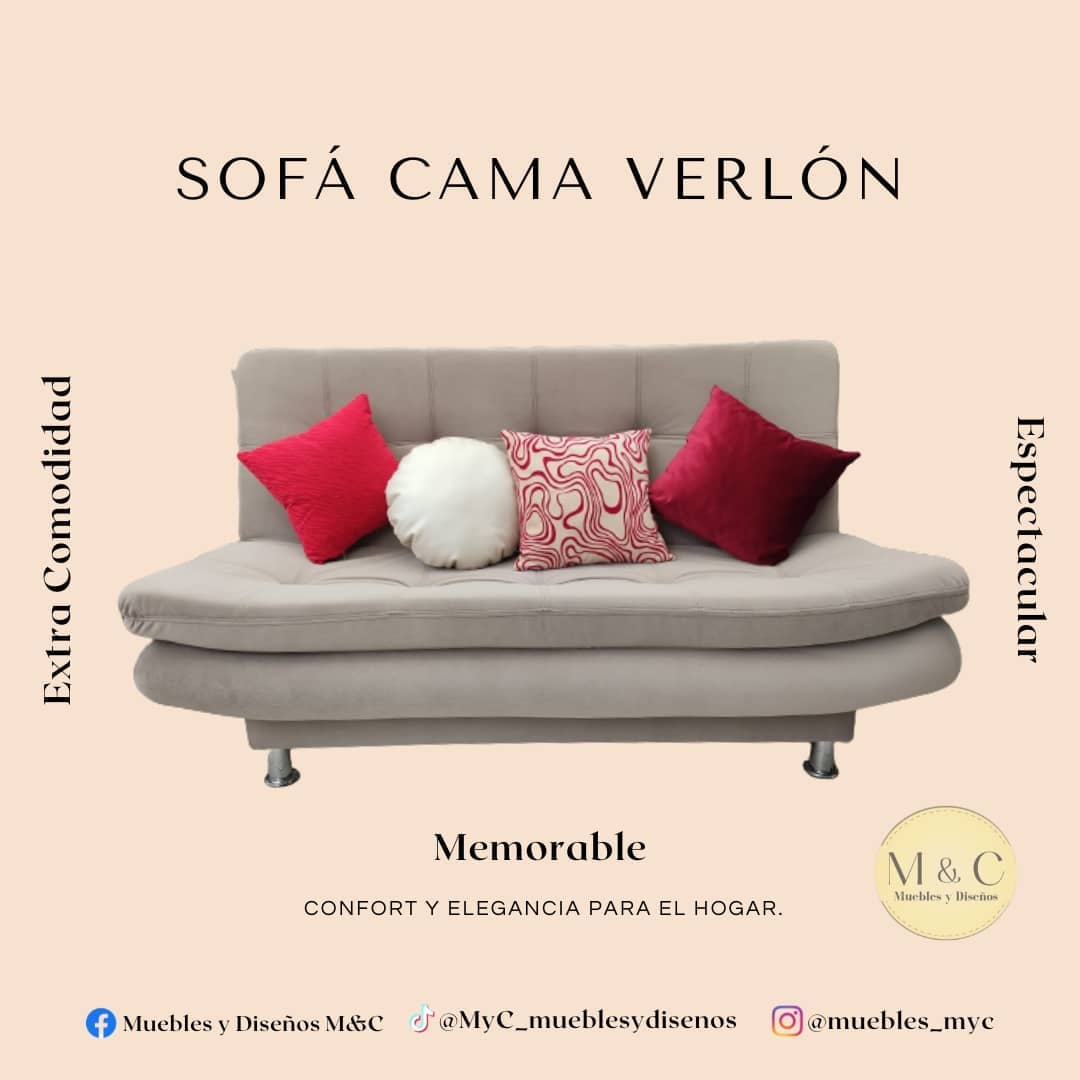 SOFÁ CAMA VERLÓN
Extra Comodidad
Espectacular
Memorable
CONFORT Y ELEGANCIA PARA EL HOGAR.
M & C
Muebles y Diseños
Muebles y Diseños M&C
@MyC_mueblesydisenos
@muebles_myc